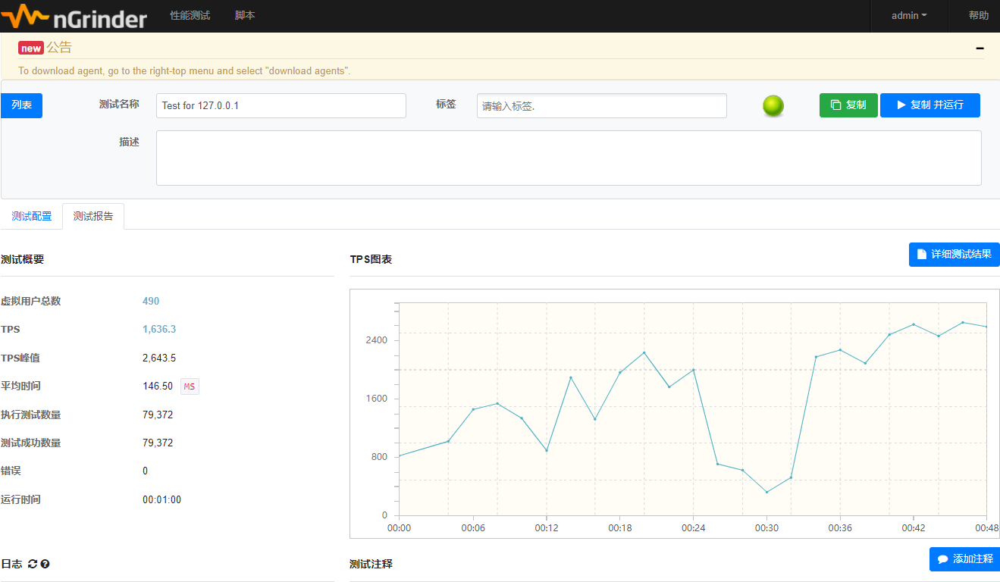 nGrinder 性能测试 脚本 admin 帮助
new 公告
To download agent, go to the right-top menu and select "download agents".
列表 测试名称 Test for 127.0.0.1 标签 请输入标签. 复制 复制 并运行
描述
测试配置 测试报告
测试概要
虚拟用户总数 490
TPS 1,636.3
TPS峰值 2,643.5
平均时间 146.50 MS
执行测试数量 79,372
测试成功数量 79,372
错误 0
运行时间 00:01:00
TPS图表 详细测试结果
2400
1600
800
0
00:00 00:06 00:12 00:18 00:24 00:30 00:36 00:42 00:48
日志
测试注释 添加注释